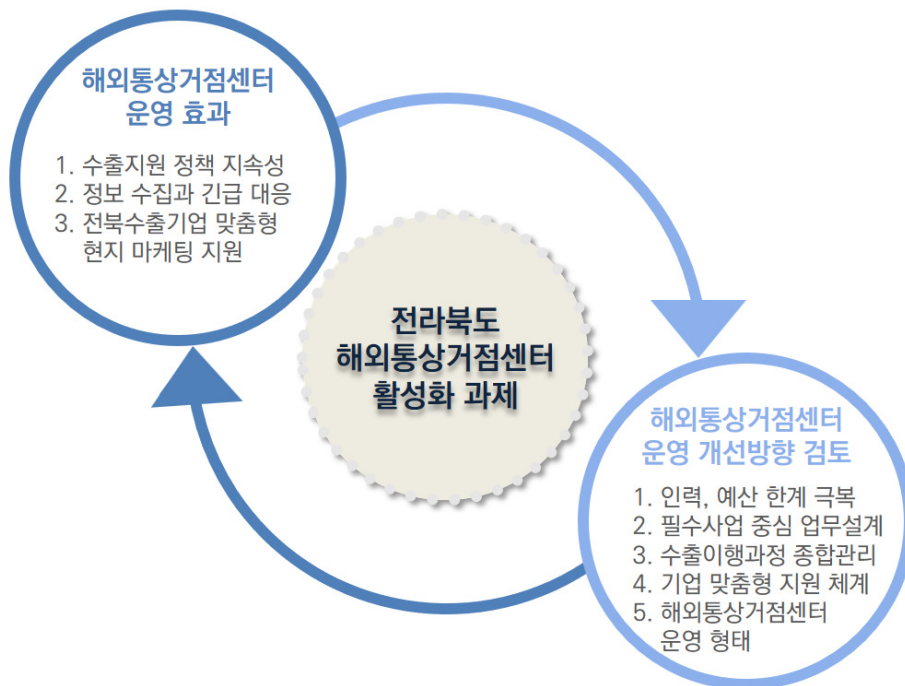 해외통상거점센터
운영 효과
1. 수출지원 정책 지속성
2. 정보 수집과 긴급 대응
3. 전북수출기업 맞춤형
현지 마케팅 지원
전라북도
해외통상거점센터
활성화 과제
해외통상거점센터
운영 개선방향 검토
1. 인력, 예산 한계 극복
2. 필수사업 중심 업무설계
3. 수출이행과정 종합관리
4. 기업 맞춤형 지원 체계
5. 해외통상거점센터
운영 형태